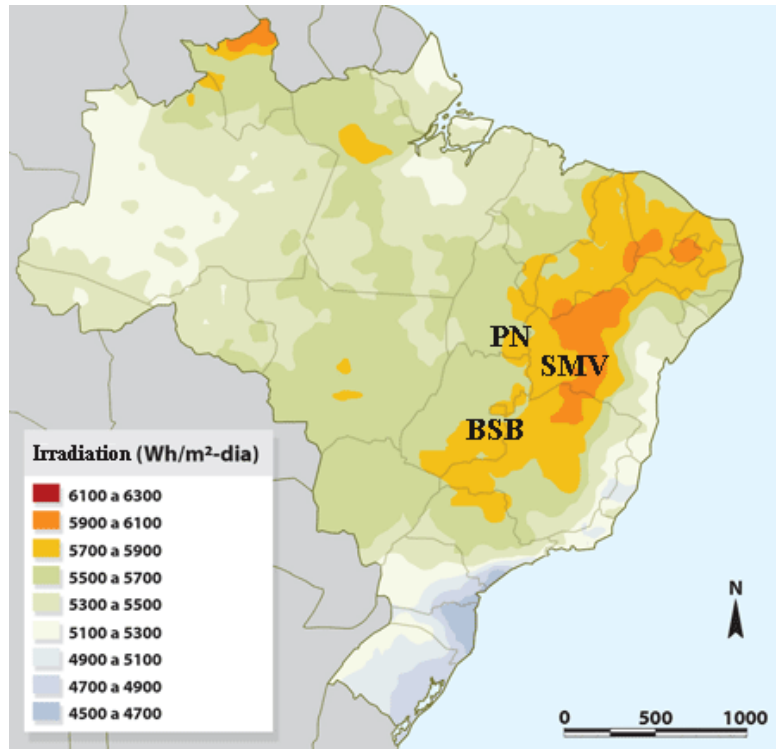 PN
SMV
BSB
Irradiation (Wh/m²-dia)
6100 a 6300
5900 a 6100
5700 a 5900
5500 a 5700
5300 a 5500
5100 a 5300
4900 a 5100
4700 a 4900
4500 a 4700
N
0 500 1000